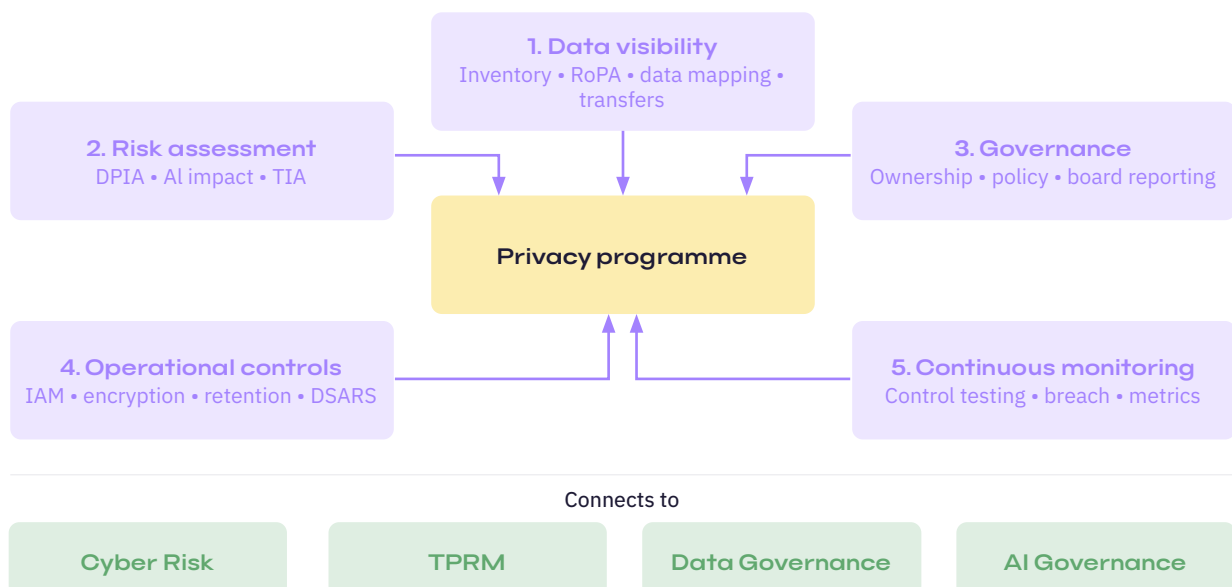 1. Data visibility
Inventory • RoPA • data mapping •
transfers
2. Risk assessment
DPIA • AI impact • TIA
3. Governance
Ownership • policy • board reporting
Privacy programme
4. Operational controls
IAM • encryption • retention • DSARS
5. Continuous monitoring
Control testing • breach • metrics
Connects to
Cyber Risk
TPRM
Data Governance
AI Governance